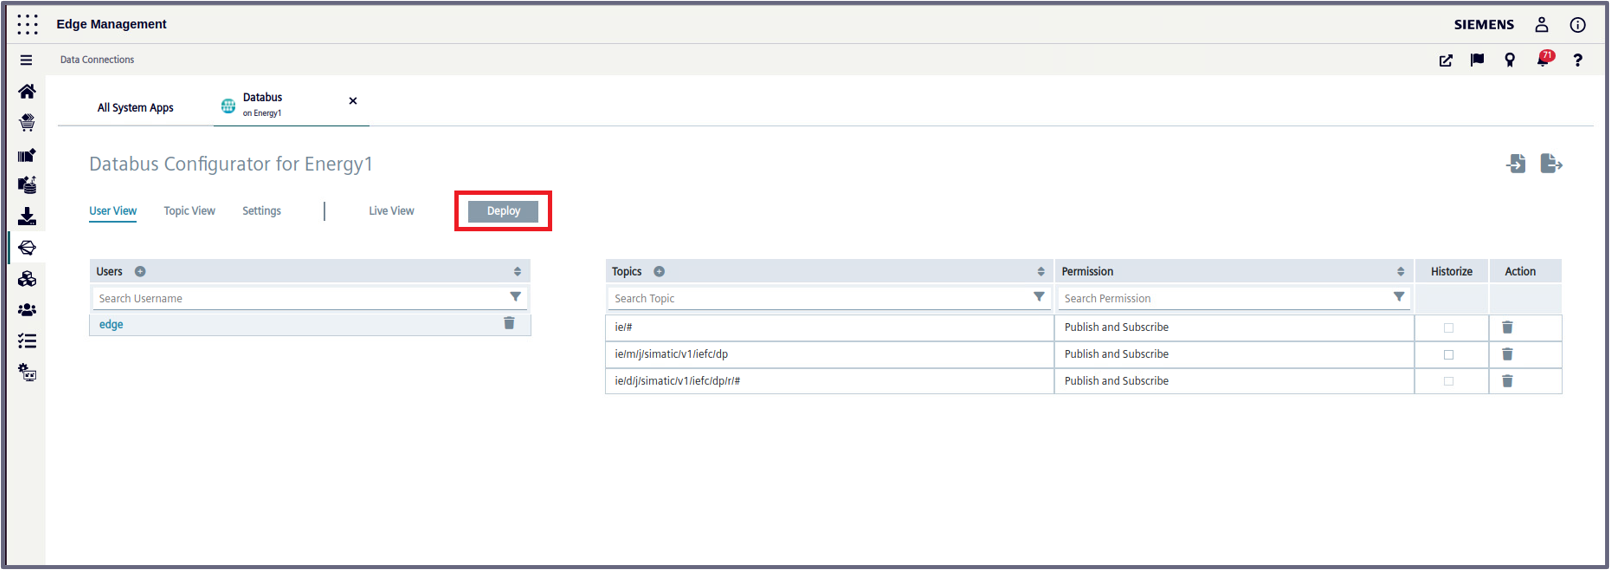 Edge Management
SIEMENS
Data Connections
71
All System Apps
Databus
on Energy1
Databus Configurator for Energy1
User View Topic View Settings Live View Deploy
Users
Search Username
edge
Topics Permission Historize Action
Search Topic Search Permission
ie/# Publish and Subscribe
ie/m/j/simatic/v1/iefc/dp Publish and Subscribe
ie/d/j/simatic/v1/iefc/dp/r/# Publish and Subscribe